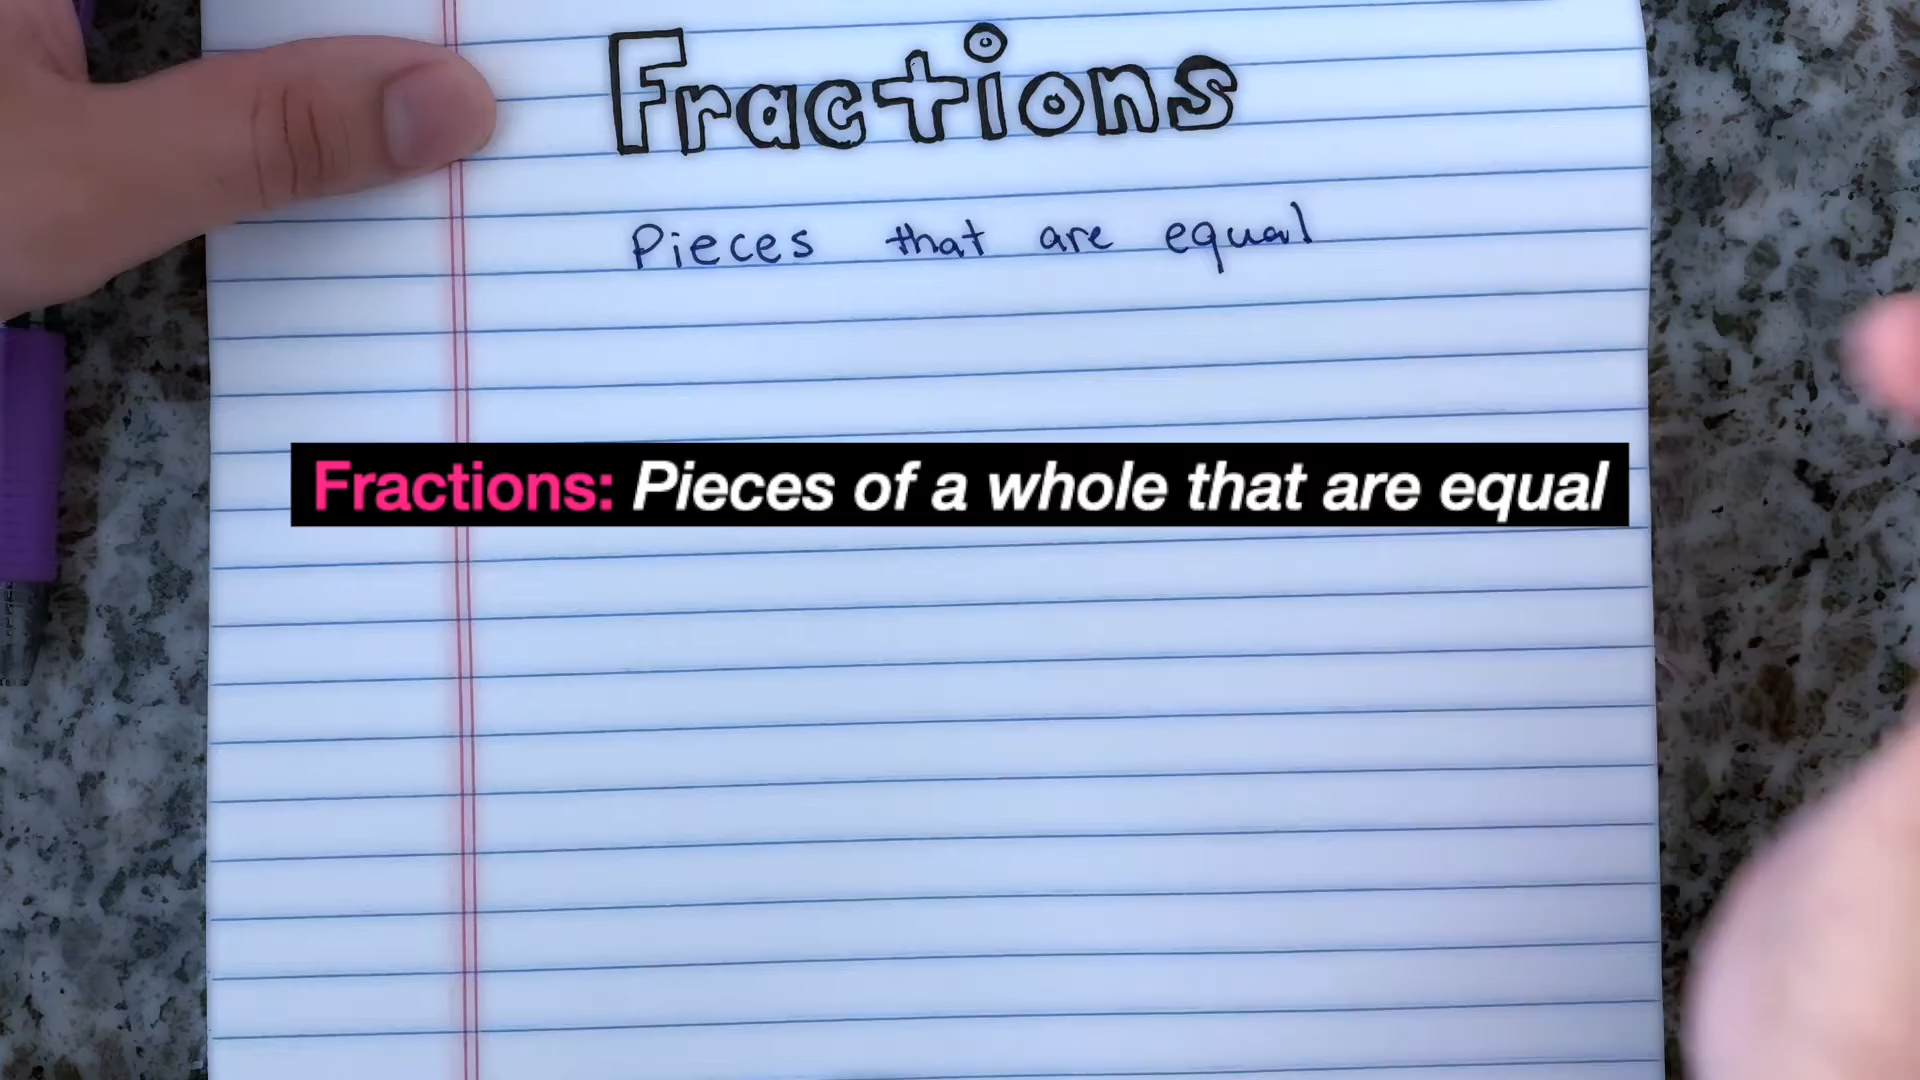 Fractions
Pieces that are equal
Fractions: Pieces of a whole that are equal